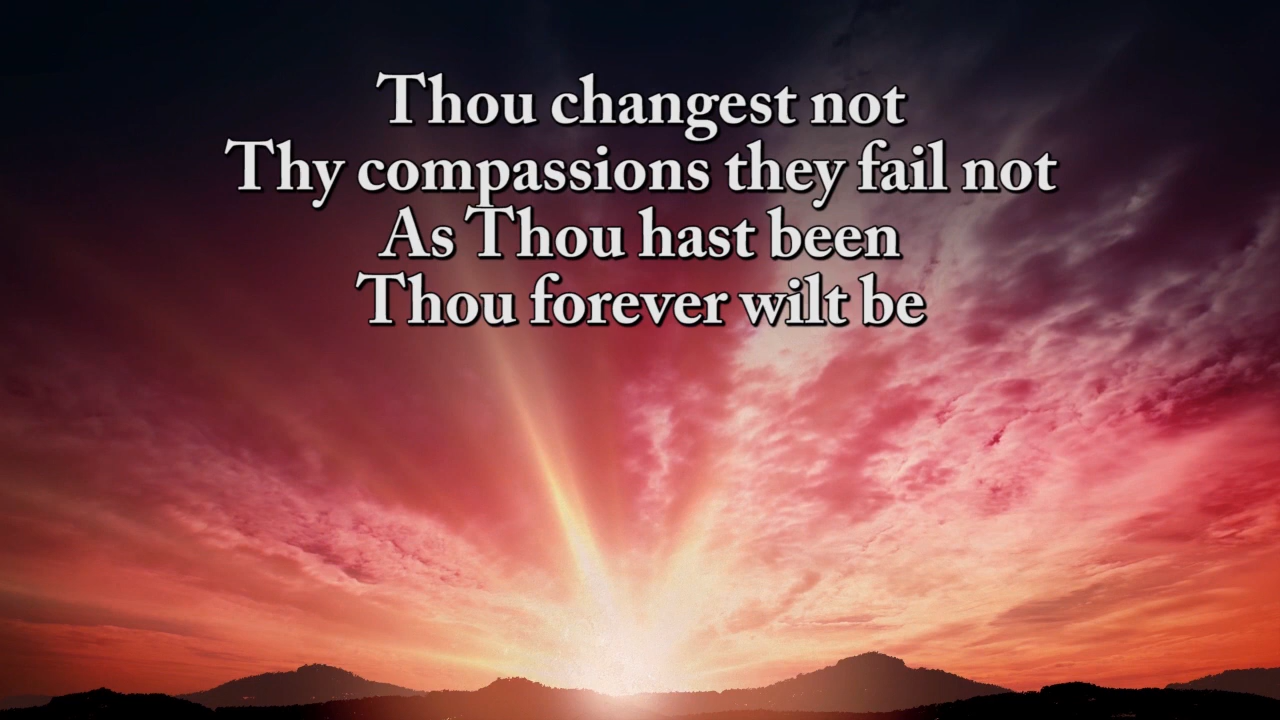 Thou changest not
Thy compassions they fail not
As Thou hast been
Thou forever wilt be